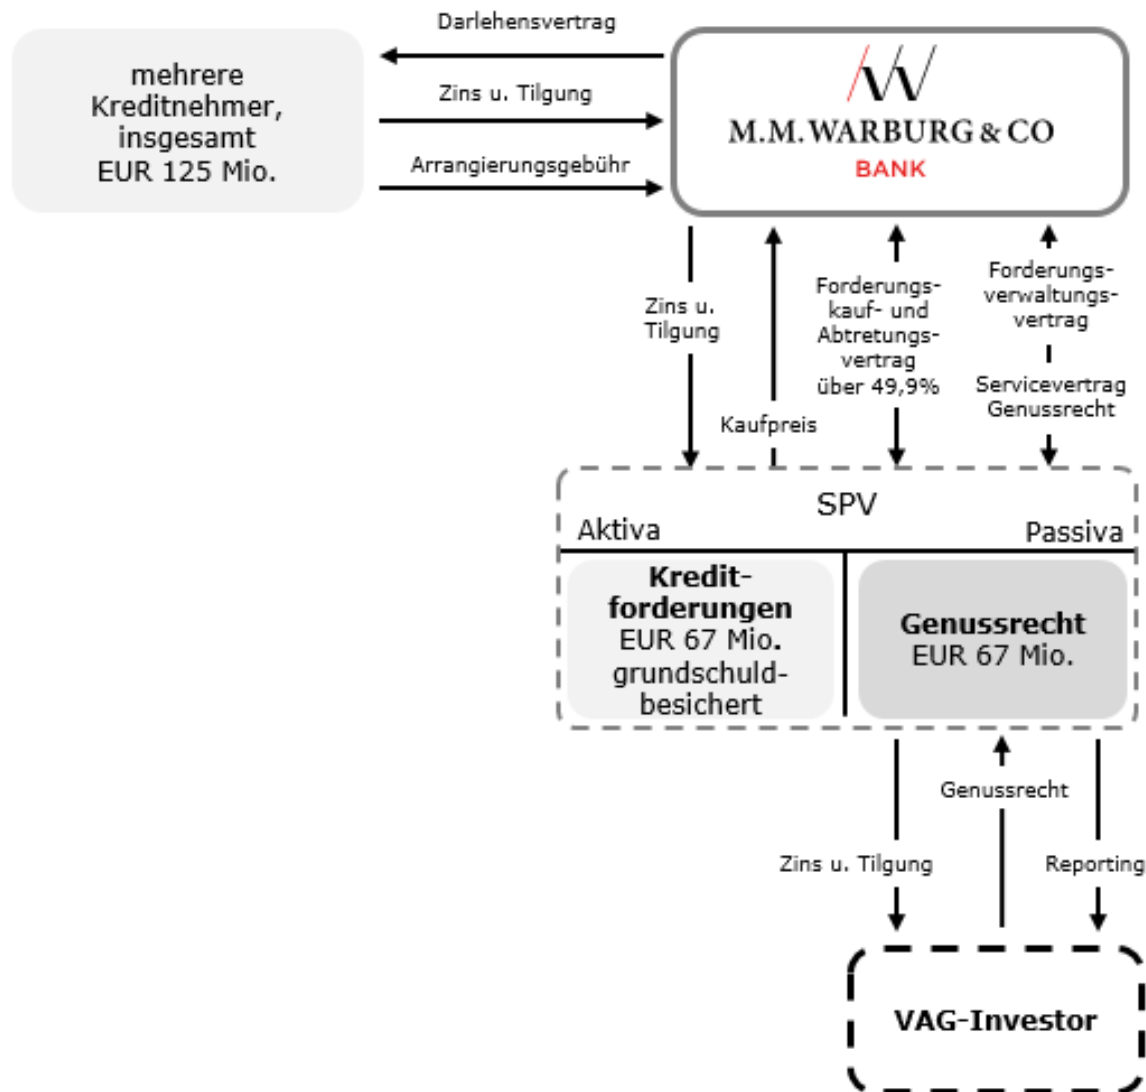 Darlehensvertrag
mehrere
Kreditnehmer,
insgesamt
EUR 125 Mio.
Zins u. Tilgung
Arrangierungsgebühr
M.M.WARBURG & CO
BANK
Zins u.
Tilgung
Kaufpreis
Forderungs-
kauf- und
Abtretungs-
vertrag
über 49,9%
Forderungs-
verwaltungs-
vertrag
Servicevertrag
Genussrecht
SPV
Aktiva
Passiva
Kredit-
forderungen
EUR 67 Mio.
grundschuld-
besichert
Genussrecht
EUR 67 Mio.
Zins u. Tilgung
Genussrecht
Reporting
VAG-Investor